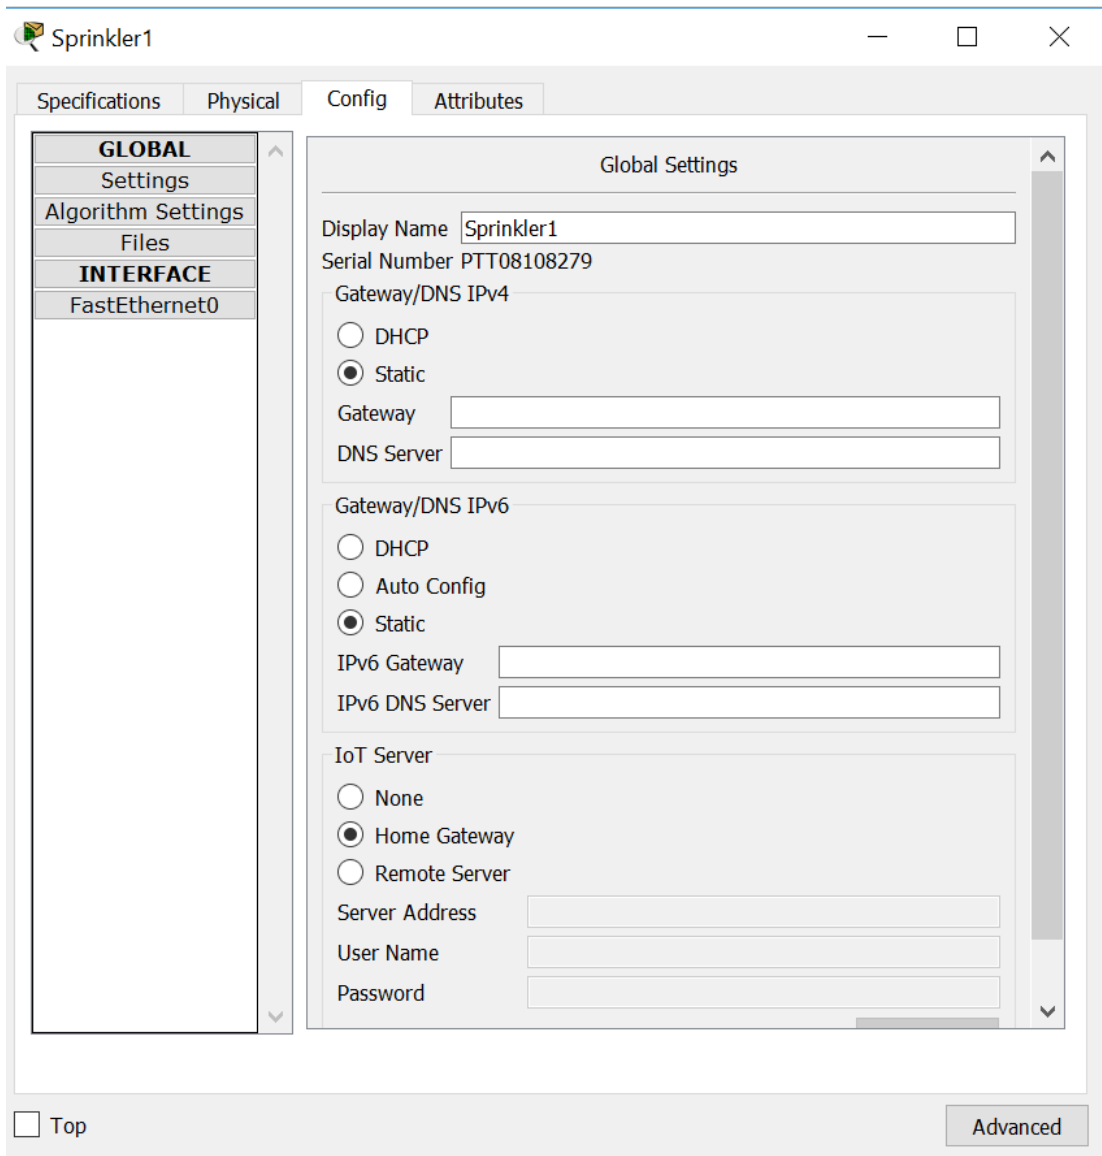 Sprinkler1
Specifications Physical Config Attributes
GLOBAL
Settings
Algorithm Settings
Files
INTERFACE
FastEthernet0
Global Settings
Display Name Sprinkler1
Serial Number PTT08108279
Gateway/DNS IPv4
DHCP
Static
Gateway
DNS Server
Gateway/DNS IPv6
DHCP
Auto Config
Static
IPv6 Gateway
IPv6 DNS Server
IoT Server
None
Home Gateway
Remote Server
Server Address
User Name
Password
Top
Advanced